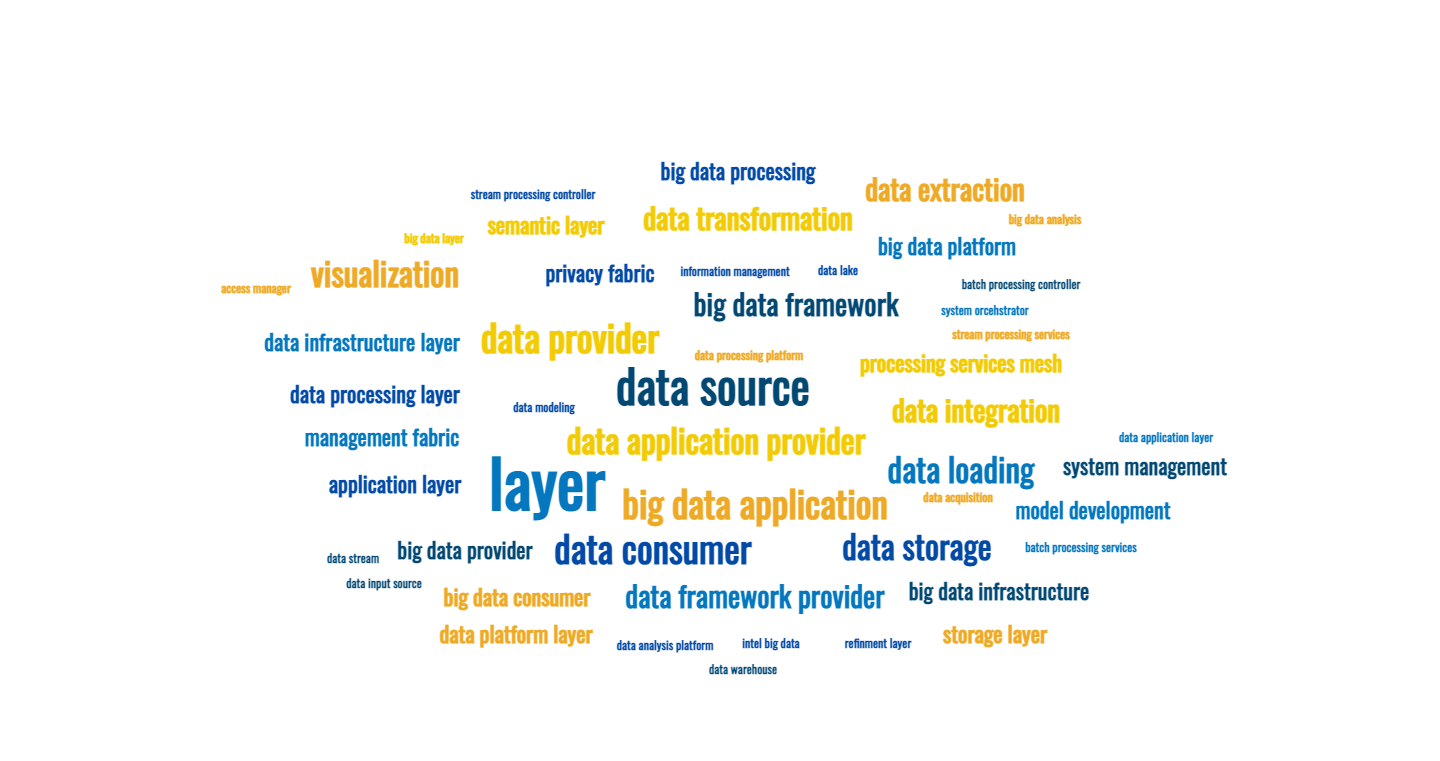 big data processing
data extraction
stream processing controller
data transformation
big data analysis
semantic layer
big data layer
big data platform
visualization
privacy fabric
information management
data lake
access manager
batch processing controller
big data framework
system orcehstrator
data infrastructure layer
data provider
stream processing services
data processing platform
processing services mesh
data processing layer
data source
data modeling
data integration
management fabric
data application provider
data application layer
application layer
layer
data loading
system management
big data application
data acquisition
model development
data stream
big data provider
data consumer
data storage
batch processing services
data input source
big data consumer
data framework provider
big data infrastructure
data platform layer
data analysis platform
intel big data
refinment layer
storage layer
data warehouse